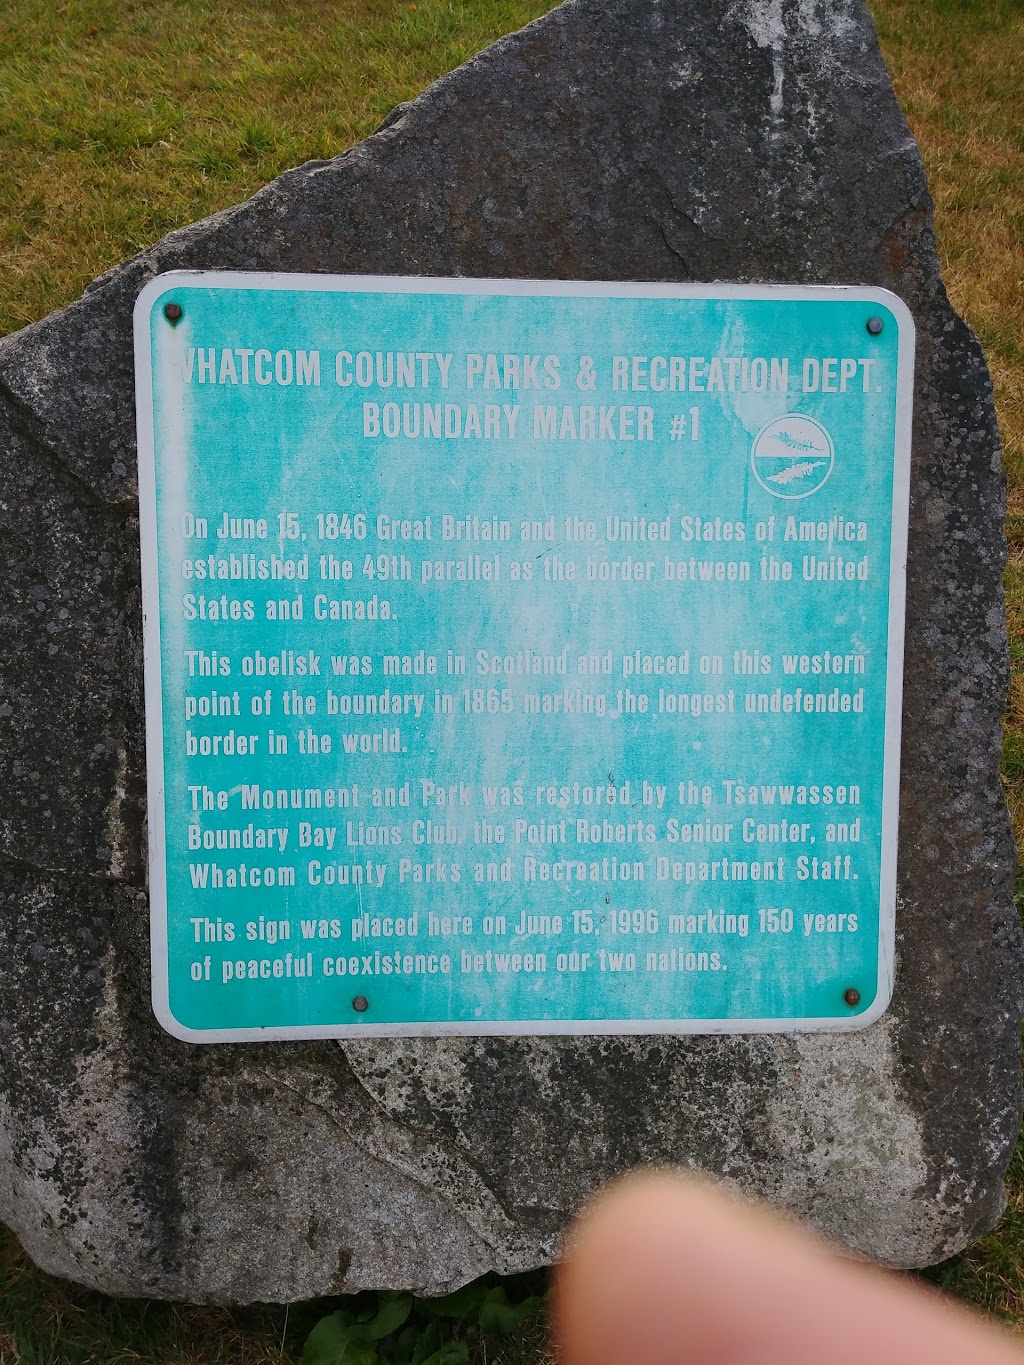 WHATCOM COUNTY PARKS & RECREATION DEPT.
BOUNDARY MARKER #1
On June 15, 1846 Great Britain and the United States of America
established the 49th parallel as the border between the United
States and Canada.
This obelisk was made in Scotland and placed on this western
point of the boundary in 1865 marking the longest undefended
border in the world.
The Monument and Park was restored by the Tsawwassen
Boundary Bay Lions Club, the Point Roberts Senior Center, and
Whatcom County Parks and Recreation Department Staff.
This sign was placed here on June 15, 1996 marking 150 years
of peaceful coexistence between our two nations.